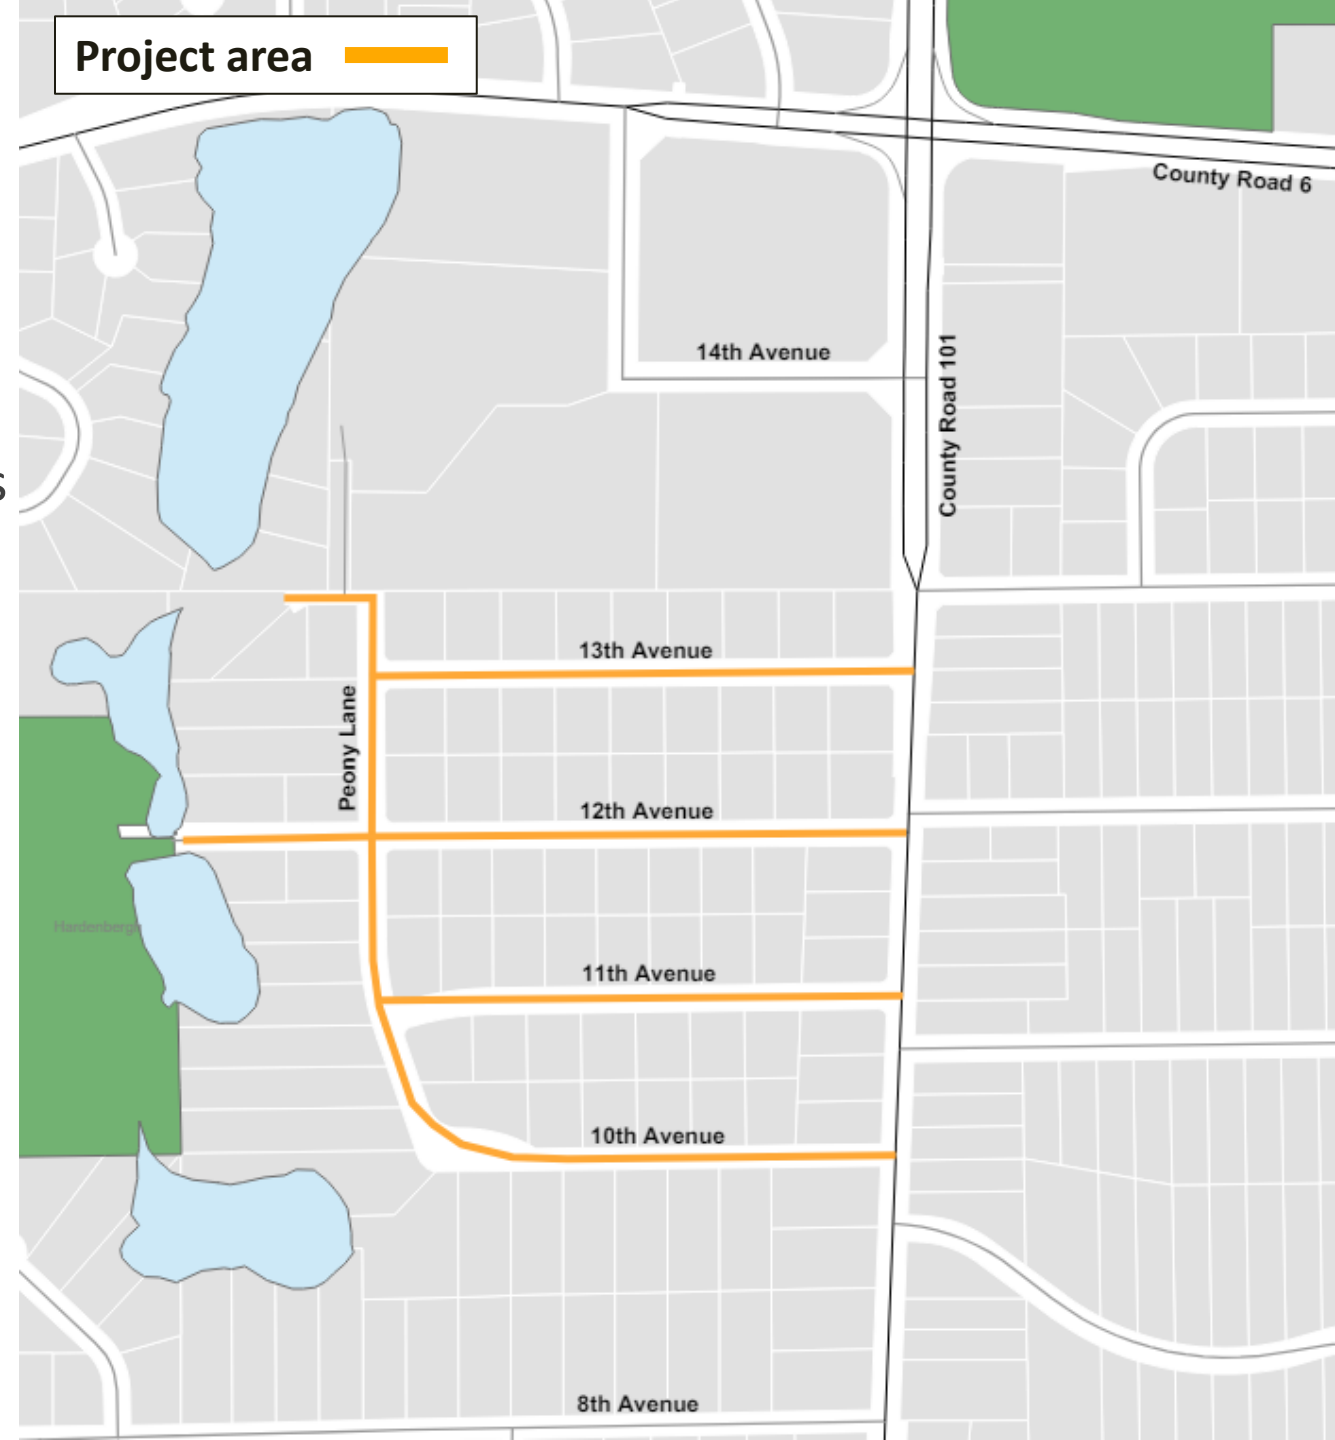 Project area
County Road 6
14th Avenue
County Road 101
s
13th Avenue
Peony Lane
12th Avenue
Hardenbergh
11th Avenue
10th Avenue
8th Avenue